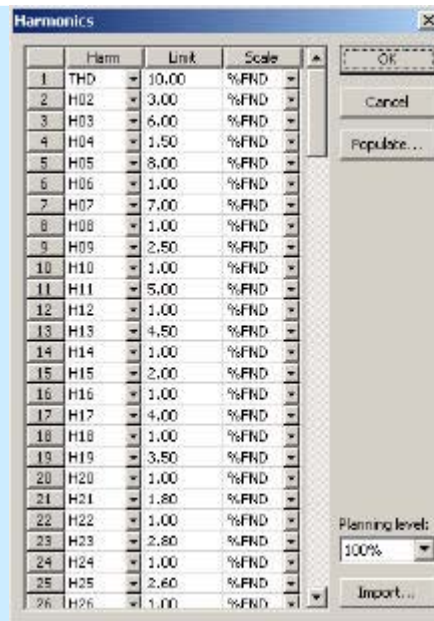 Harmonics
Harm Limit Scale
1 THD 10.00 %FND
2 H02 3.00 %FND
3 H03 6.00 %FND
4 H04 1.50 %FND
5 H05 8.00 %FND
6 H06 1.00 %FND
7 H07 7.00 %FND
8 H08 1.00 %FND
9 H09 2.50 %FND
10 H10 1.00 %FND
11 H11 5.00 %FND
12 H12 1.00 %FND
13 H13 4.50 %FND
14 H14 1.00 %FND
15 H15 2.00 %FND
16 H16 1.00 %FND
17 H17 4.00 %FND
18 H18 1.00 %FND
19 H19 3.50 %FND
20 H20 1.00 %FND
21 H21 1.80 %FND
22 H22 1.00 %FND
23 H23 2.80 %FND
24 H24 1.00 %FND
25 H25 2.60 %FND
26 H26 1.00 %FND
OK
Cancel
Populate...
Planning level:
100%
Import...